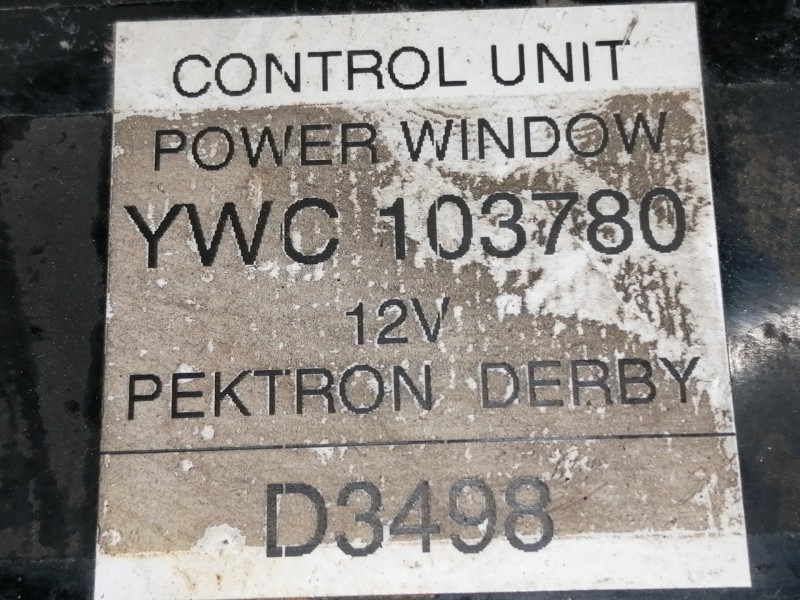 CONTROL UNIT
POWER WINDOW
YWC 103780
12V
PEKTRON DERBY
D3498